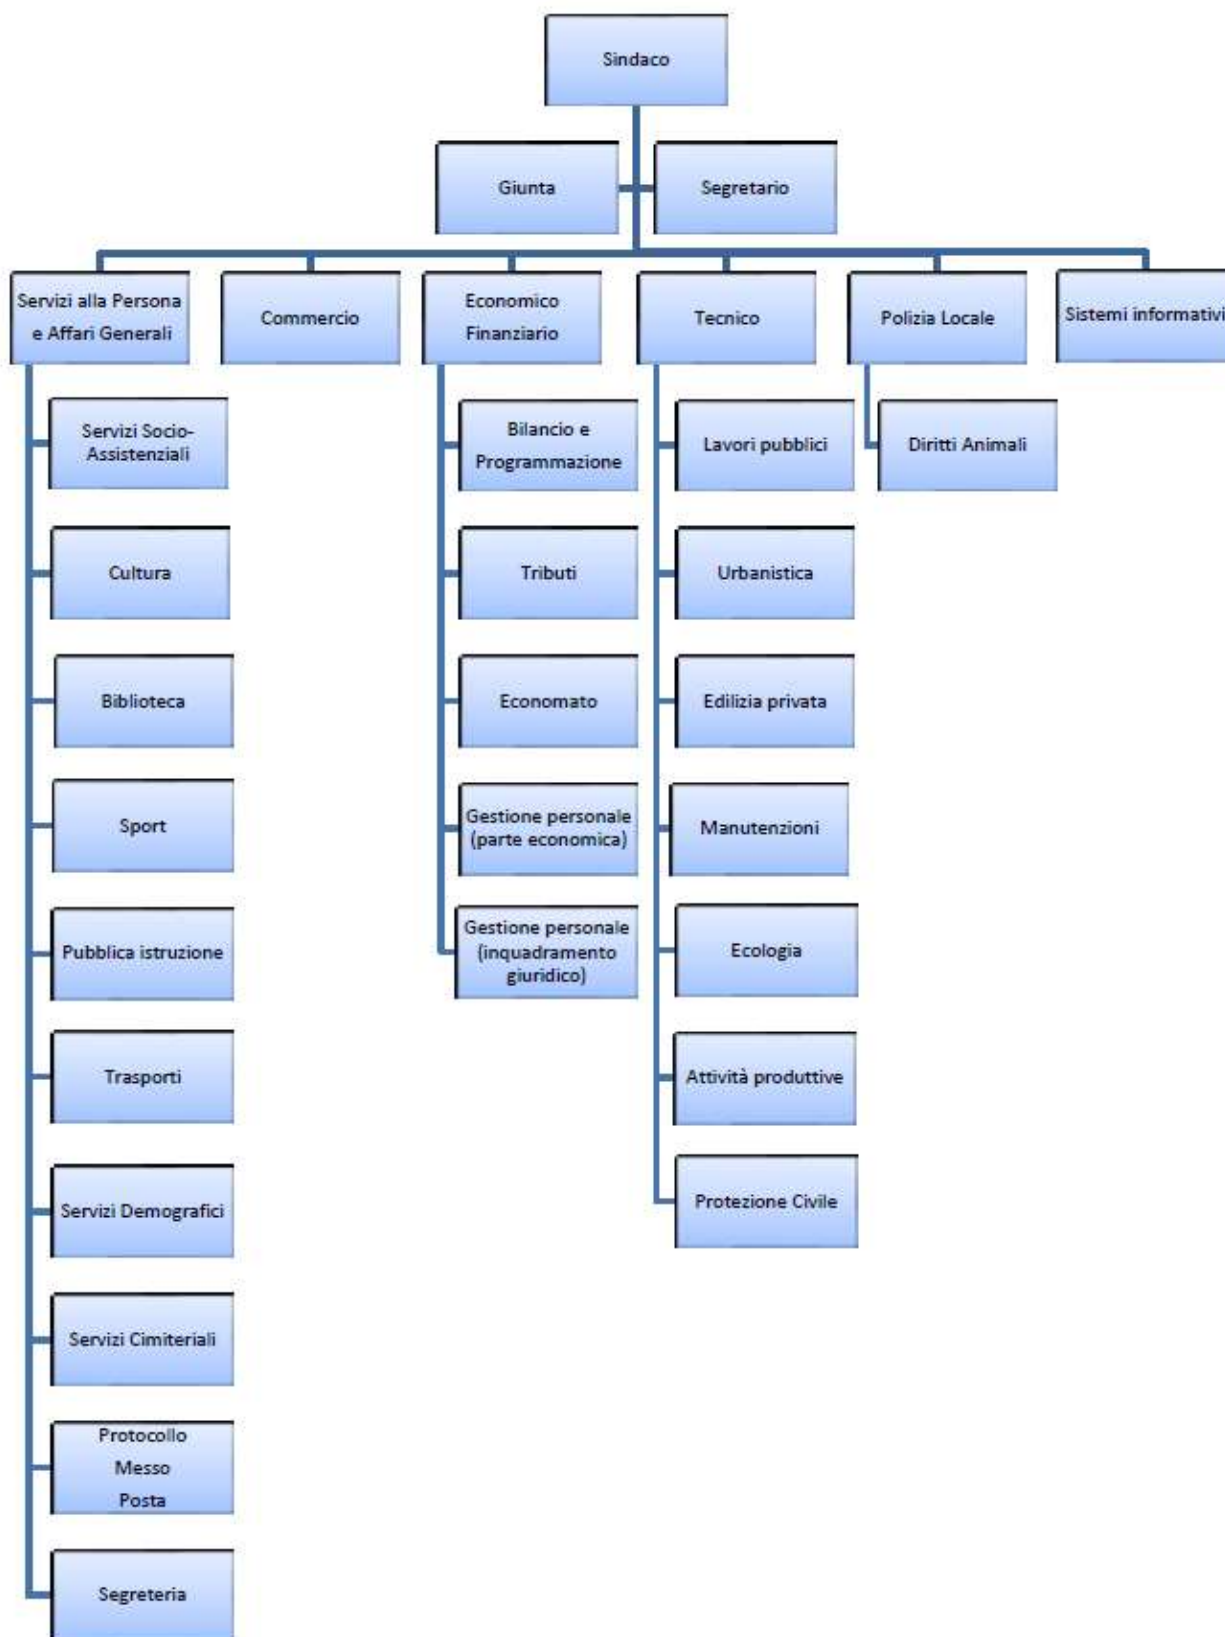 Sindaco
Giunta
Segretario
Servizi alla Persona
e Affari Generali
Commercio
Economico
Finanziario
Tecnico
Polizia Locale
Sistemi informativi
Servizi Socio-
Assistenziali
Cultura
Biblioteca
Sport
Pubblica istruzione
Trasporti
Servizi Demografici
Servizi Cimiteriali
Protocollo
Messo
Posta
Segreteria
Bilancio e
Programmazione
Tributi
Economato
Gestione personale
(parte economica)
Gestione personale
(inquadramento
giuridico)
Lavori pubblici
Urbanistica
Edilizia privata
Manutenzioni
Ecologia
Attività produttive
Protezione Civile
Diritti Animali